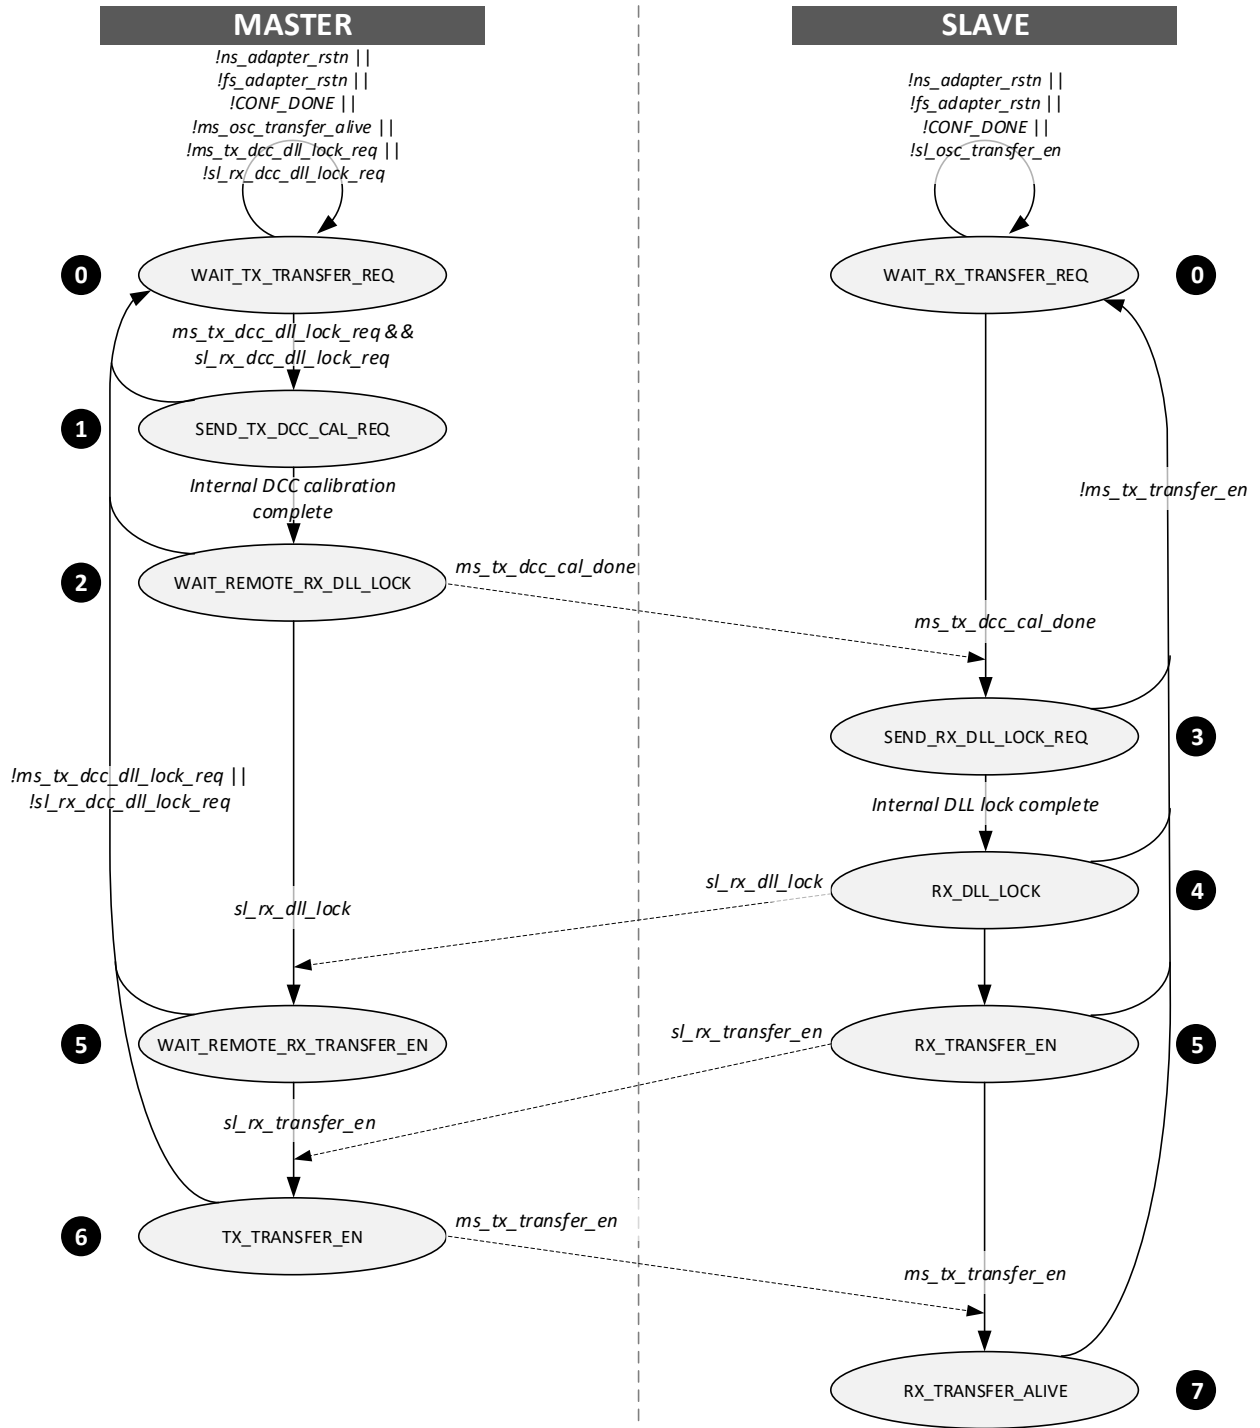 MASTER
SLAVE
!ns_adapter_rstn ||
!fs_adapter_rstn ||
!CONF_DONE ||
!ms_osc_transfer_alive ||
!ms_tx_dcc_dll_lock_req ||
!sl_rx_dcc_dll_lock_req
!ns_adapter_rstn ||
!fs_adapter_rstn ||
!CONF_DONE ||
!sl_osc_transfer_en
0
WAIT_TX_TRANSFER_REQ
WAIT_RX_TRANSFER_REQ
0
ms_tx_dcc_dll_lock_req &&
sl_rx_dcc_dll_lock_req
1
SEND_TX_DCC_CAL_REQ
Internal DCC calibration
complete
!ms_tx_transfer_en
2
WAIT_REMOTE_RX_DLL_LOCK
ms_tx_dcc_cal_done
ms_tx_dcc_cal_done
SEND_RX_DLL_LOCK_REQ
3
!ms_tx_dcc_dll_lock_req ||
!sl_rx_dcc_dll_lock_req
Internal DLL lock complete
sl_rx_dll_lock
sl_rx_dll_lock
RX_DLL_LOCK
4
5
WAIT_REMOTE_RX_TRANSFER_EN
sl_rx_transfer_en
RX_TRANSFER_EN
5
sl_rx_transfer_en
6
TX_TRANSFER_EN
ms_tx_transfer_en
ms_tx_transfer_en
RX_TRANSFER_ALIVE
7